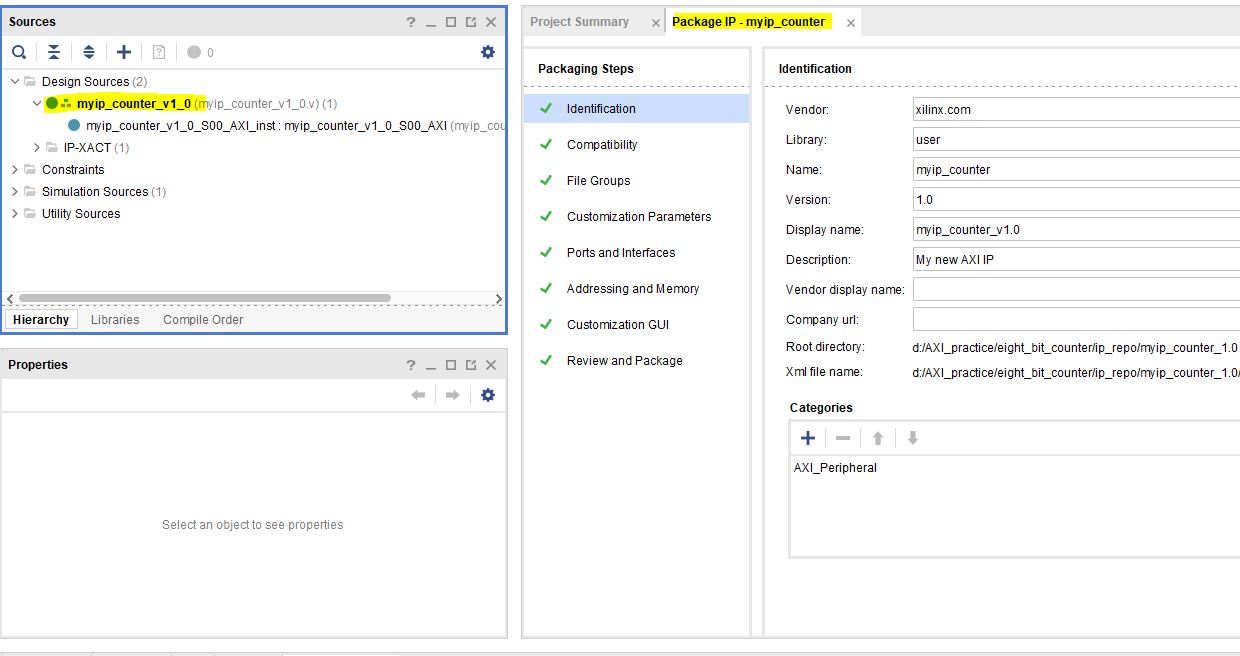 Sources
0
Design Sources (2)
myip_counter_v1_0 (myip_counter_v1_0.v) (1)
myip_counter_v1_0_S00_AXI_inst : myip_counter_v1_0_S00_AXI (myip_cou
IP-XACT (1)
Constraints
Simulation Sources (1)
Utility Sources
Hierarchy Libraries Compile Order
Properties
Select an object to see properties
Project Summary Package IP - myip_counter
Packaging Steps
Identification
Compatibility
File Groups
Customization Parameters
Ports and Interfaces
Addressing and Memory
Customization GUI
Review and Package
Identification
Vendor: xilinx.com
Library: user
Name: myip_counter
Version: 1.0
Display name: myip_counter_v1.0
Description: My new AXI IP
Vendor display name:
Company url:
Root directory: d:/AXI_practice/eight_bit_counter/ip_repo/myip_counter_1.0
Xml file name: d:/AXI_practice/eight_bit_counter/ip_repo/myip_counter_1.0/
Categories
AXI_Peripheral